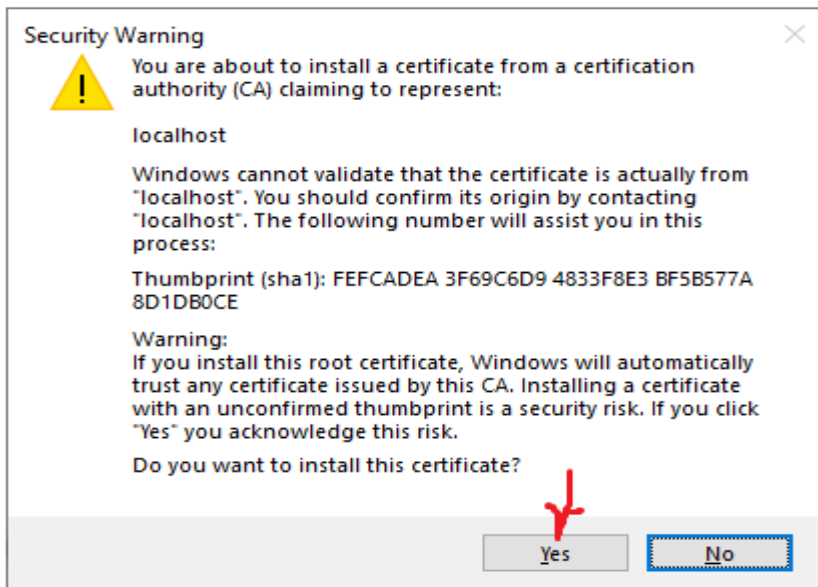 Security Warning
You are about to install a certificate from a certification
authority (CA) claiming to represent:
localhost
Windows cannot validate that the certificate is actually from
"localhost". You should confirm its origin by contacting
"localhost". The following number will assist you in this
process:
Thumbprint (sha1): FEFCADEA 3F69C6D9 4833F8E3 BF5B577A
8D1DB0CE
Warning:
If you install this root certificate, Windows will automatically
trust any certificate issued by this CA. Installing a certificate
with an unconfirmed thumbprint is a security risk. If you click
"Yes" you acknowledge this risk.
Do you want to install this certificate?
Yes
No